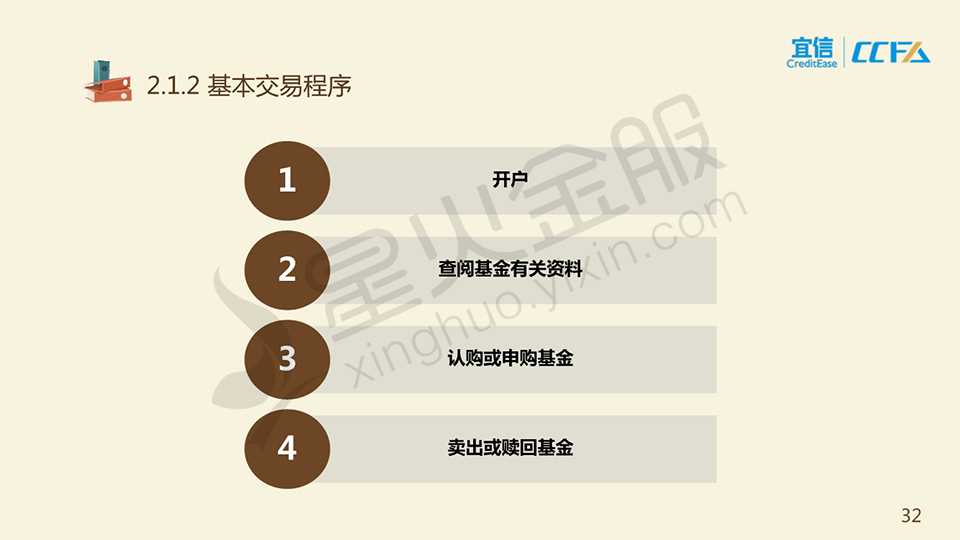 宜信
CreditEase
CCFA
2.1.2 基本交易程序
1
开户
2
查阅基金有关资料
3
认购或申购基金
4
卖出或赎回基金
星火金服
xinghuo.yixin.com
32